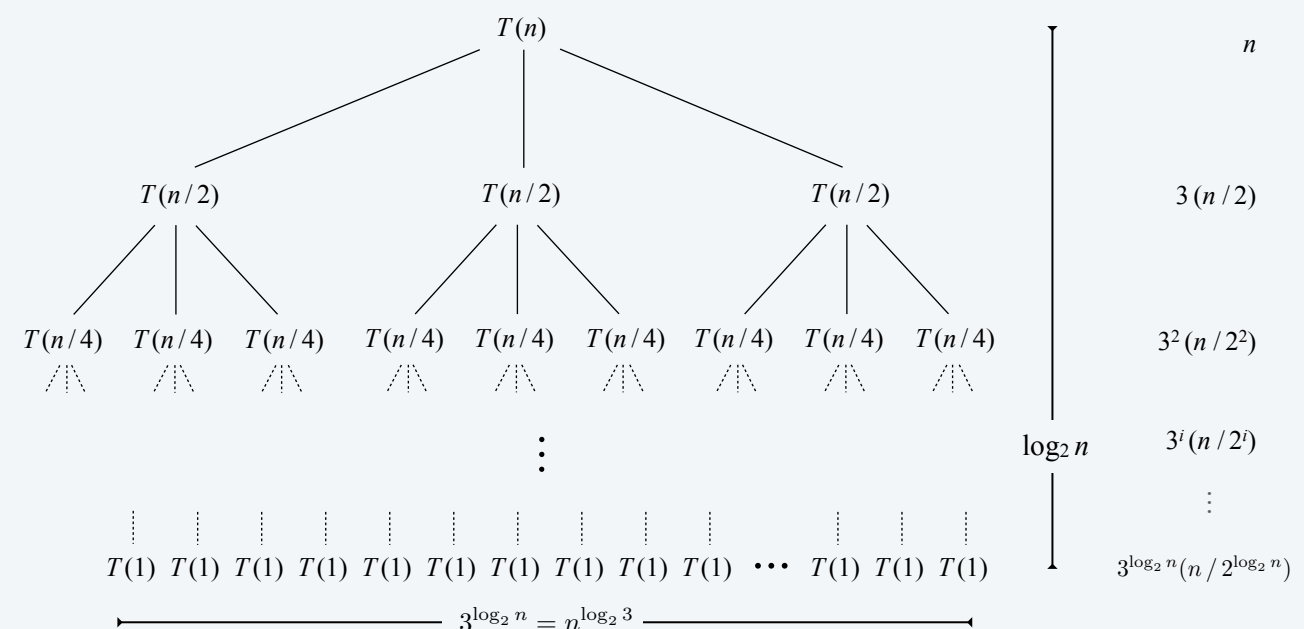 T(n)
n
T(n/2) T(n/2) T(n/2)
3(n/2)
T(n/4) T(n/4) T(n/4) T(n/4) T(n/4) T(n/4) T(n/4) T(n/4) T(n/4)
3²(n/2²)
⋮
log₂ n
3ⁱ(n/2ⁱ)
⋮
T(1) T(1) T(1) T(1) T(1) T(1) T(1) T(1) T(1) T(1) ⋯ T(1) T(1) T(1)
3^{log₂ n}(n/2^{log₂ n})
3^{log₂ n} = n^{log₂ 3}